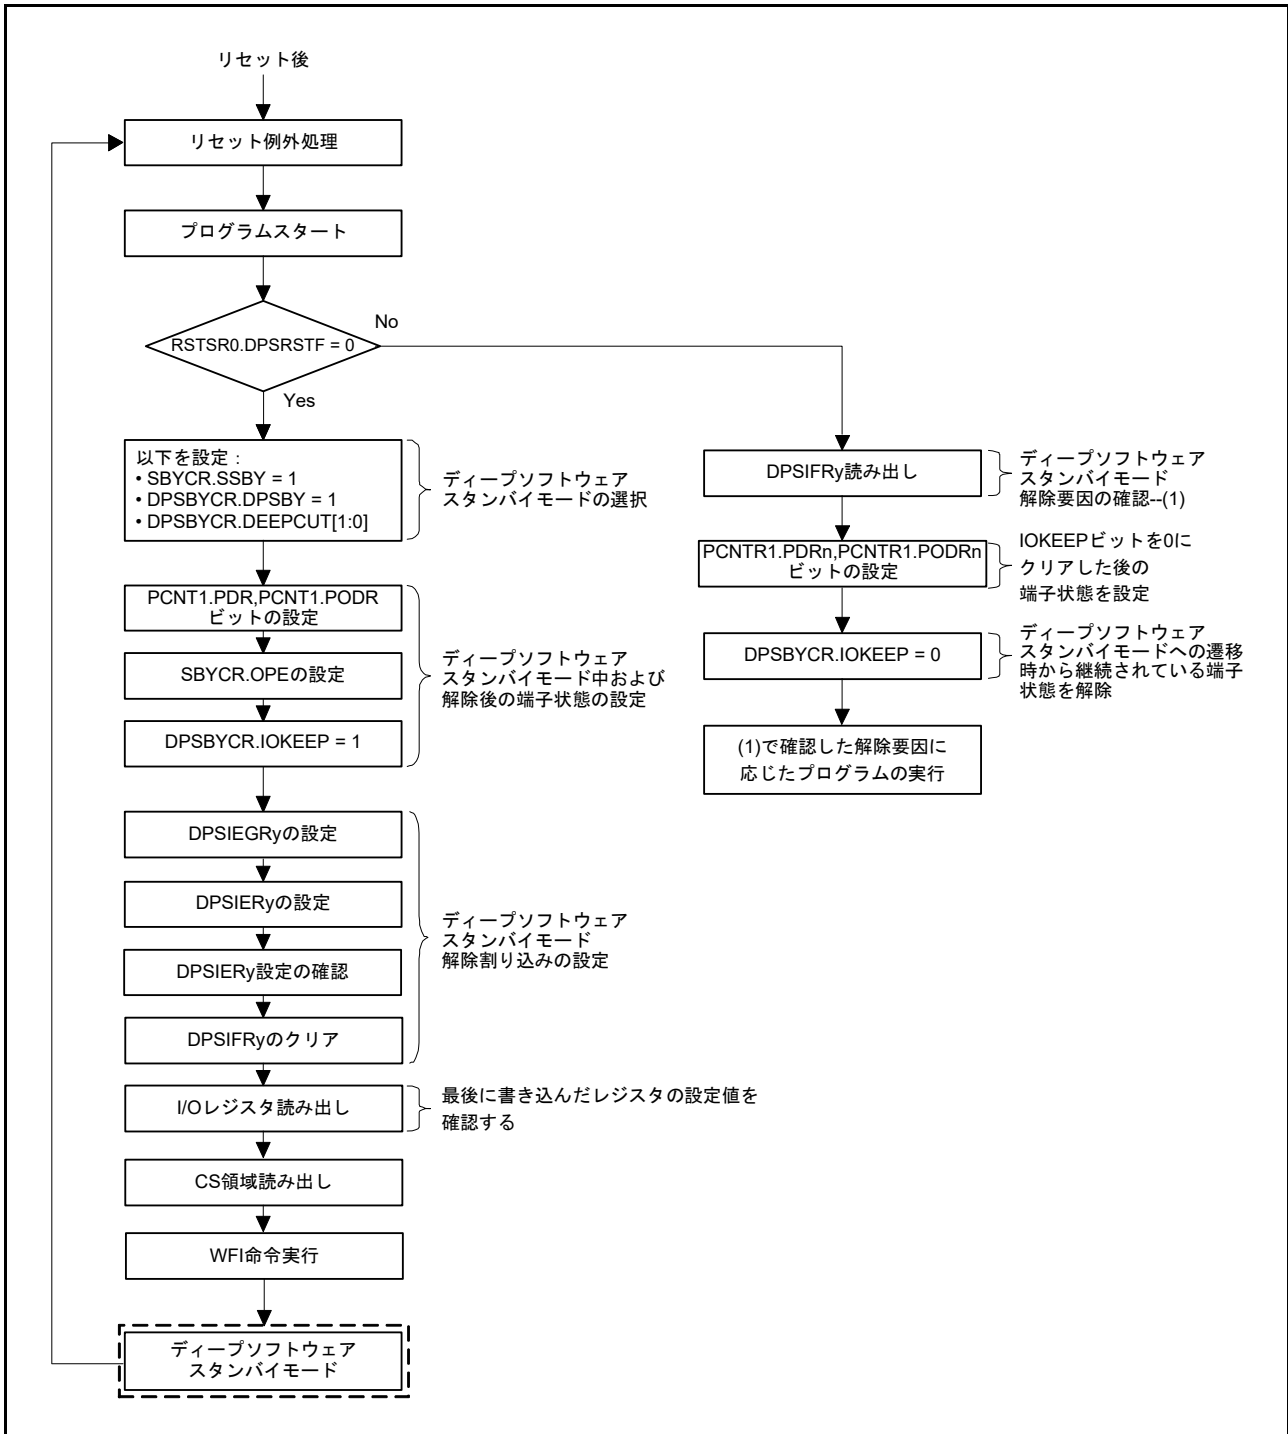 リセット後
リセット例外処理
プログラムスタート
RSTSR0.DPSRSTF = 0
No
Yes
以下を設定：
• SBYCR.SSBY = 1
• DPSBYCR.DPSBY = 1
• DPSBYCR.DEEPCUT[1:0]
ディープソフトウェア
スタンバイモードの選択
PCNT1.PDR,PCNT1.PODR
ビットの設定
SBYCR.OPEの設定
DPSBYCR.IOKEEP = 1
ディープソフトウェア
スタンバイモード中および
解除後の端子状態の設定
DPSIEGRyの設定
DPSIERyの設定
DPSIERy設定の確認
DPSIFRyのクリア
ディープソフトウェア
スタンバイモード
解除割り込みの設定
I/Oレジスタ読み出し
最後に書き込んだレジスタの設定値を
確認する
CS領域読み出し
WFI命令実行
ディープソフトウェア
スタンバイモード
DPSIFRy読み出し
ディープソフトウェア
スタンバイモード
解除要因の確認--(1)
PCNTR1.PDRn,PCNTR1.PODRn
ビットの設定
IOKEEPビットを0に
クリアした後の
端子状態を設定
DPSBYCR.IOKEEP = 0
ディープソフトウェア
スタンバイモードへの遷移
時から継続されている端子
状態を解除
(1)で確認した解除要因に
応じたプログラムの実行